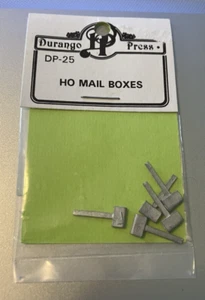 Durango Press
DP-25
HO MAIL BOXES